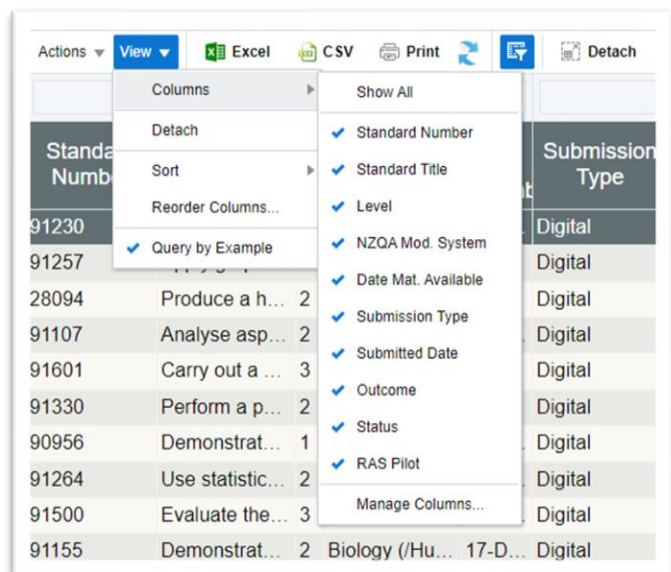 Actions View Excel CSV Print Detach
Columns
Detach
Sort
Reorder Columns...
Query by Example
Show All
Standard Number
Standard Title
Level
NZQA Mod. System
Date Mat. Available
Submission Type
Submitted Date
Outcome
Status
RAS Pilot
Manage Columns...
Submission
Type
91230 Digital
91257 Digital
28094 Produce a h... 2 Digital
91107 Analyse asp... 2 Digital
91601 Carry out a ... 3 Digital
91330 Perform a p... 2 Digital
90956 Demonstrat... 1 Digital
91264 Use statistic... 2 Digital
91500 Evaluate the... 3 Digital
91155 Demonstrat... 2 Biology (/Hu... 17-D... Digital